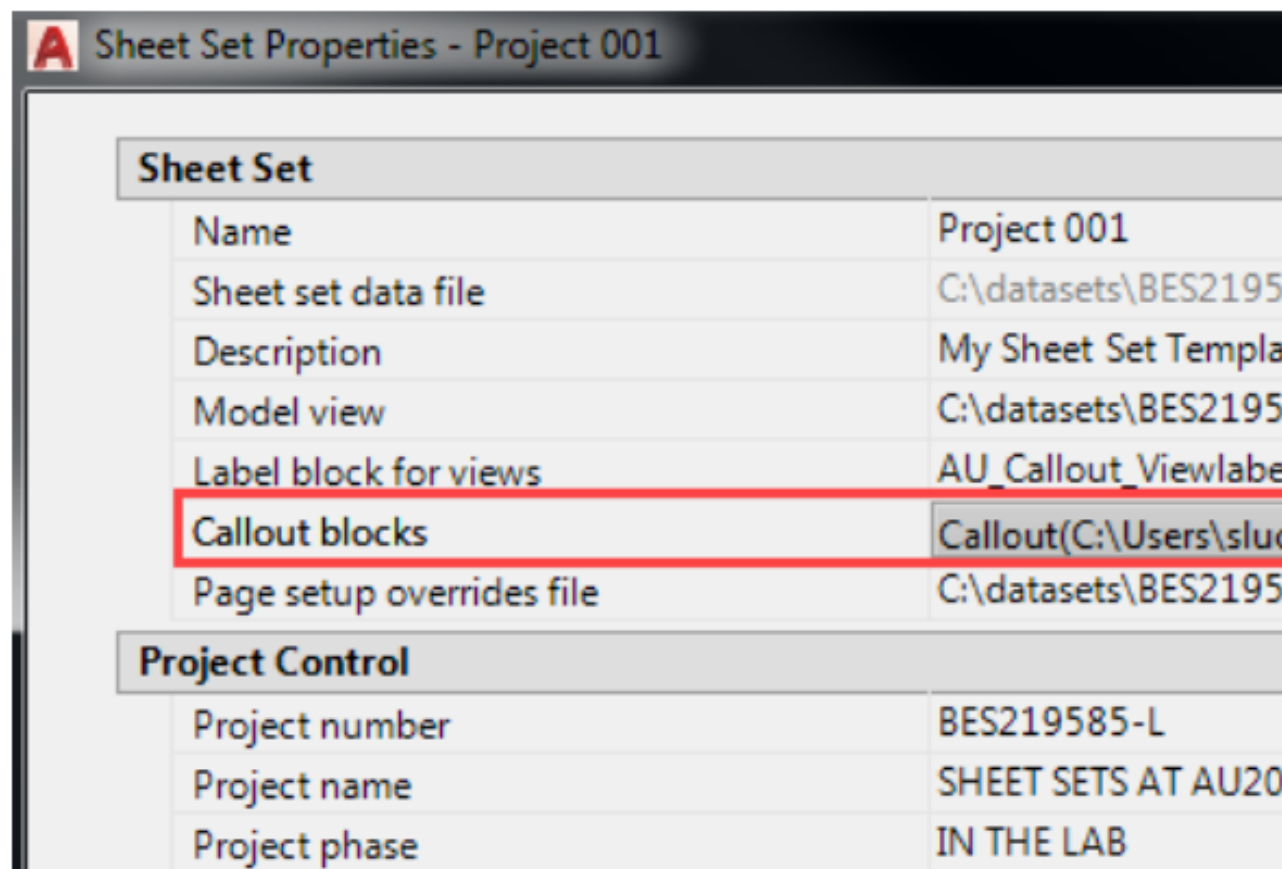 Sheet Set Properties - Project 001
Sheet Set
Name Project 001
Sheet set data file C:\datasets\BES2195
Description My Sheet Set Templa
Model view C:\datasets\BES2195
Label block for views AU_Callout_Viewlabe
Callout blocks Callout(C:\Users\sluc
Page setup overrides file C:\datasets\BES2195
Project Control
Project number BES219585-L
Project name SHEET SETS AT AU20
Project phase IN THE LAB